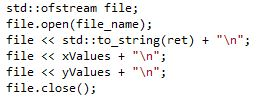 std::ofstream file;
file.open(file_name);
file << std::to_string(ret) + "\n";
file << xValues + "\n";
file << yValues + "\n";
file.close();